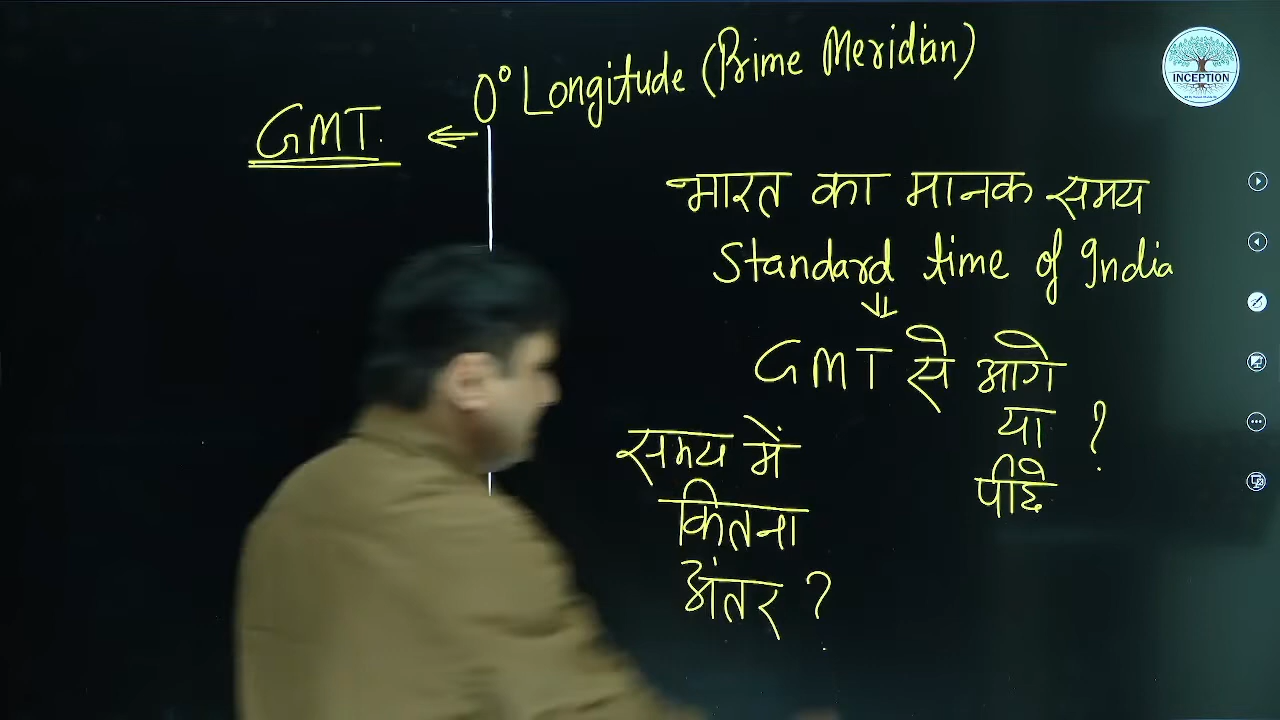 0° Longitude (Prime Meridian)
GMT.
भारत का मानक समय
Standard time of India
GMT से आगे
या ?
पीछे
समय में
कितना
अंतर ?
INCEPTION